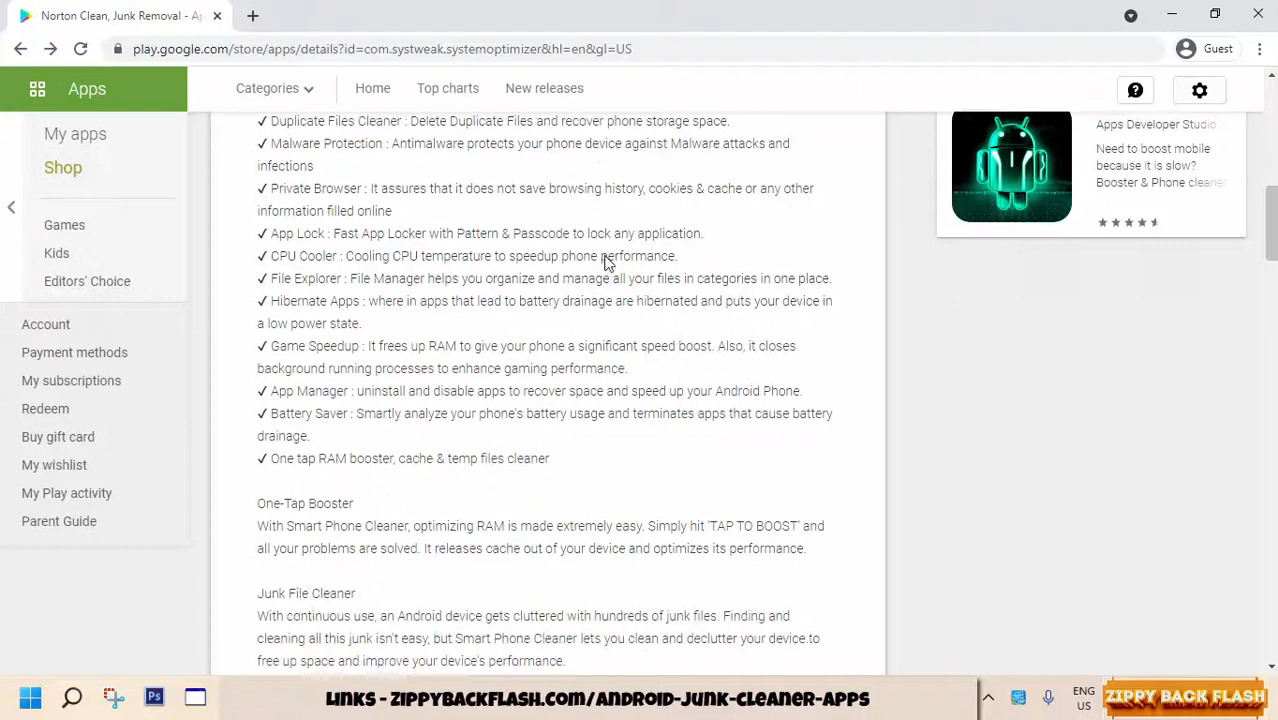 Norton Clean, Junk Removal - Ap
play.google.com/store/apps/details?id=com.systweak.systemoptimizer&hl=en&gl=US
Guest
Apps
Categories
Home
Top charts
New releases
My apps
Shop
Games
Kids
Editors' Choice
Account
Payment methods
My subscriptions
Redeem
Buy gift card
My wishlist
My Play activity
Parent Guide
✔ Duplicate Files Cleaner : Delete Duplicate Files and recover phone storage space.
✔ Malware Protection : Antimalware protects your phone device against Malware attacks and
infections
✔ Private Browser : It assures that it does not save browsing history, cookies & cache or any other
information filled online
✔ App Lock : Fast App Locker with Pattern & Passcode to lock any application.
✔ CPU Cooler : Cooling CPU temperature to speedup phone performance.
✔ File Explorer : File Manager helps you organize and manage all your files in categories in one place.
✔ Hibernate Apps : where in apps that lead to battery drainage are hibernated and puts your device in
a low power state.
✔ Game Speedup : It frees up RAM to give your phone a significant speed boost. Also, it closes
background running processes to enhance gaming performance.
✔ App Manager : uninstall and disable apps to recover space and speed up your Android Phone.
✔ Battery Saver : Smartly analyze your phone's battery usage and terminates apps that cause battery
drainage.
✔ One tap RAM booster, cache & temp files cleaner
One-Tap Booster
With Smart Phone Cleaner, optimizing RAM is made extremely easy. Simply hit 'TAP TO BOOST' and
all your problems are solved. It releases cache out of your device and optimizes its performance.
Junk File Cleaner
With continuous use, an Android device gets cluttered with hundreds of junk files. Finding and
cleaning all this junk isn't easy, but Smart Phone Cleaner lets you clean and declutter your device.to
free up space and improve your device's performance.
Apps Developer Studio
Need to boost mobile
because it is slow?
Booster & Phone cleaner
Ps
LINKS - ZIPPYBACKFLASH.COM/ANDROID-JUNK-CLEANER-APPS
ENG
US
ZIPPY BACK FLASH